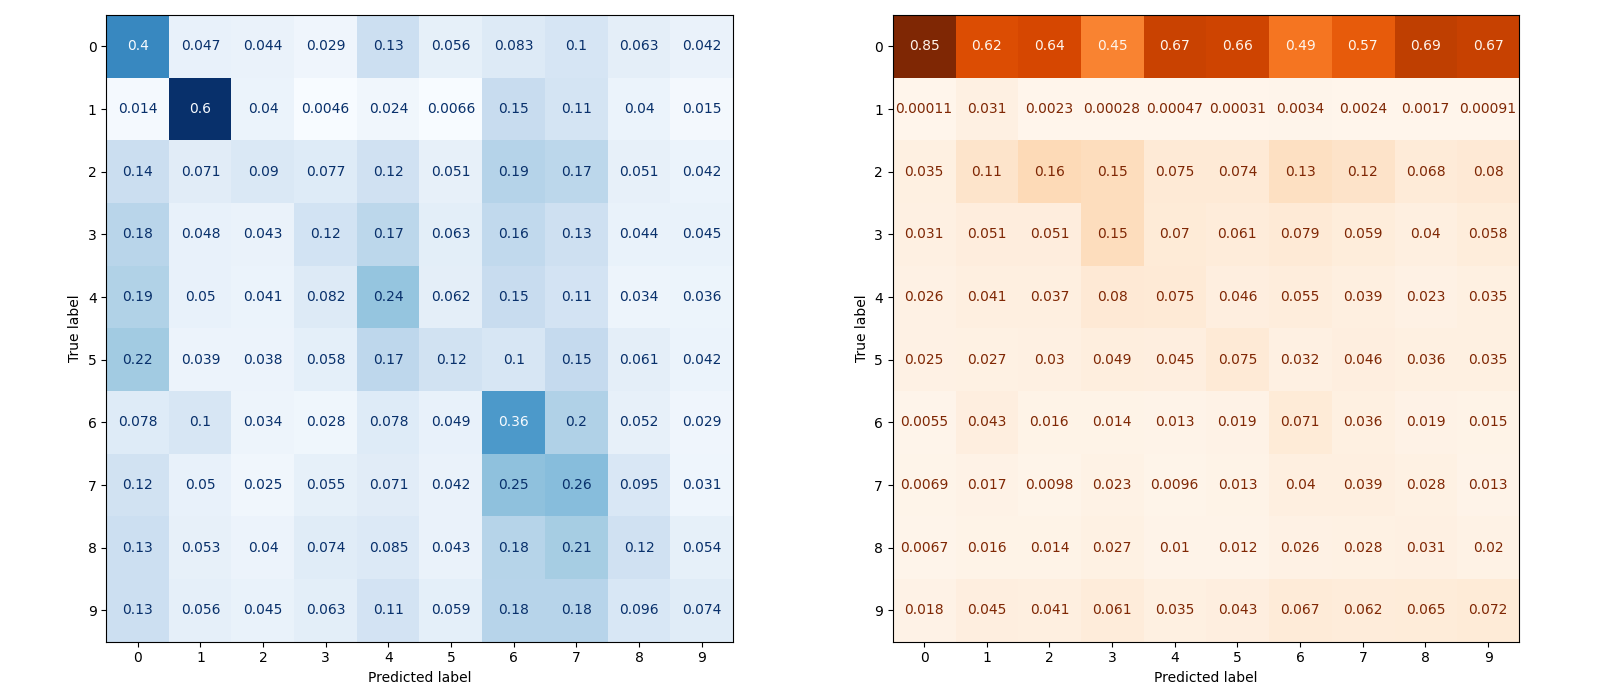 0 0.4 0.047 0.044 0.029 0.13 0.056 0.083 0.1 0.063 0.042
1 0.014 0.6 0.04 0.0046 0.024 0.0066 0.15 0.11 0.04 0.015
2 0.14 0.071 0.09 0.077 0.12 0.051 0.19 0.17 0.051 0.042
3 0.18 0.048 0.043 0.12 0.17 0.063 0.16 0.13 0.044 0.045
4 0.19 0.05 0.041 0.082 0.24 0.062 0.15 0.11 0.034 0.036
5 0.22 0.039 0.038 0.058 0.17 0.12 0.1 0.15 0.061 0.042
6 0.078 0.1 0.034 0.028 0.078 0.049 0.36 0.2 0.052 0.029
7 0.12 0.05 0.025 0.055 0.071 0.042 0.25 0.26 0.095 0.031
8 0.13 0.053 0.04 0.074 0.085 0.043 0.18 0.21 0.12 0.054
9 0.13 0.056 0.045 0.063 0.11 0.059 0.18 0.18 0.096 0.074
0 1 2 3 4 5 6 7 8 9
Predicted label
True label
0 0.85 0.62 0.64 0.45 0.67 0.66 0.49 0.57 0.69 0.67
1 0.00011 0.031 0.0023 0.00028 0.00047 0.00031 0.0034 0.0024 0.0017 0.00091
2 0.035 0.11 0.16 0.15 0.075 0.074 0.13 0.12 0.068 0.08
3 0.031 0.051 0.051 0.15 0.07 0.061 0.079 0.059 0.04 0.058
4 0.026 0.041 0.037 0.08 0.075 0.046 0.055 0.039 0.023 0.035
5 0.025 0.027 0.03 0.049 0.045 0.075 0.032 0.046 0.036 0.035
6 0.0055 0.043 0.016 0.014 0.013 0.019 0.071 0.036 0.019 0.015
7 0.0069 0.017 0.0098 0.023 0.0096 0.013 0.04 0.039 0.028 0.013
8 0.0067 0.016 0.014 0.027 0.01 0.012 0.026 0.028 0.031 0.02
9 0.018 0.045 0.041 0.061 0.035 0.043 0.067 0.062 0.065 0.072
0 1 2 3 4 5 6 7 8 9
Predicted label
True label